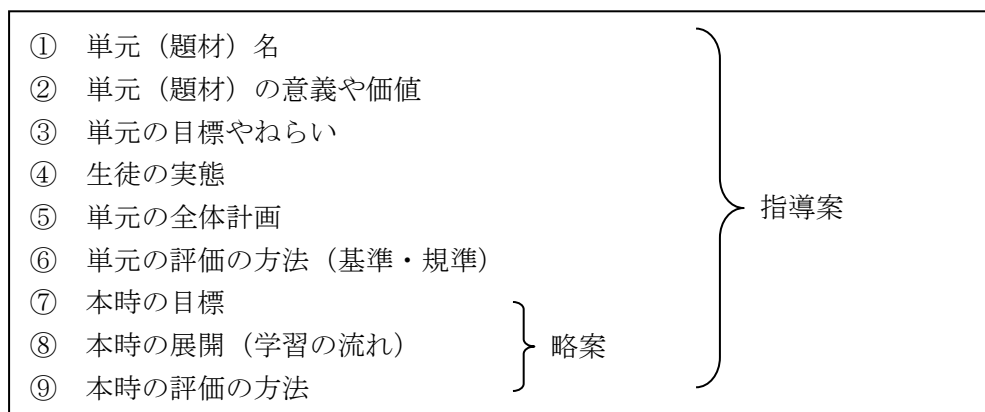 ① 単元（題材）名
② 単元（題材）の意義や価値
③ 単元の目標やねらい
④ 生徒の実態
⑤ 単元の全体計画
指導案
⑥ 単元の評価の方法（基準・規準）
⑦ 本時の目標
⑧ 本時の展開（学習の流れ）
略案
⑨ 本時の評価の方法